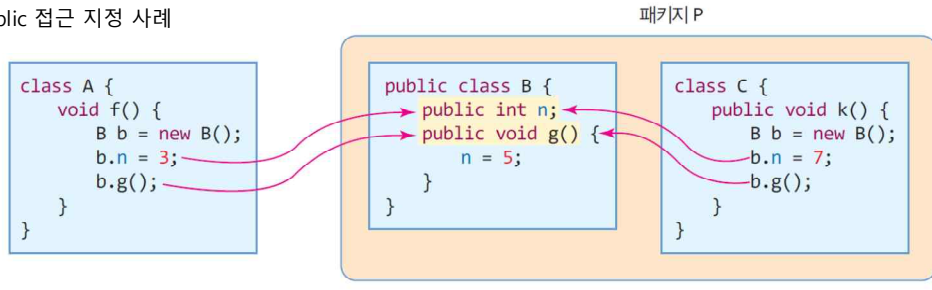 blic 접근 지정 사례
패키지 P
class A {
void f() {
B b = new B();
b.n = 3;
b.g();
}
}
public class B {
public int n;
public void g() {
n = 5;
}
}
class C {
public void k() {
B b = new B();
b.n = 7;
b.g();
}
}